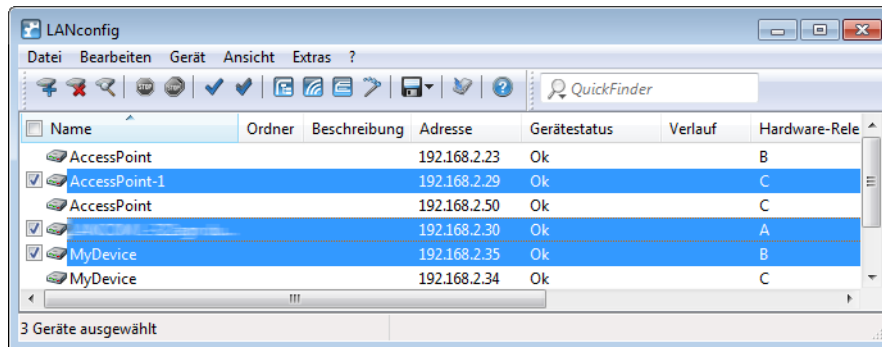 LANconfig
Datei Bearbeiten Gerät Ansicht Extras ?
STOP STOP QuickFinder
Name Ordner Beschreibung Adresse Gerätestatus Verlauf Hardware-Rele
AccessPoint 192.168.2.23 Ok B
AccessPoint-1 192.168.2.29 Ok C
AccessPoint 192.168.2.50 Ok C
192.168.2.30 Ok A
MyDevice 192.168.2.35 Ok B
MyDevice 192.168.2.34 Ok C
3 Geräte ausgewählt